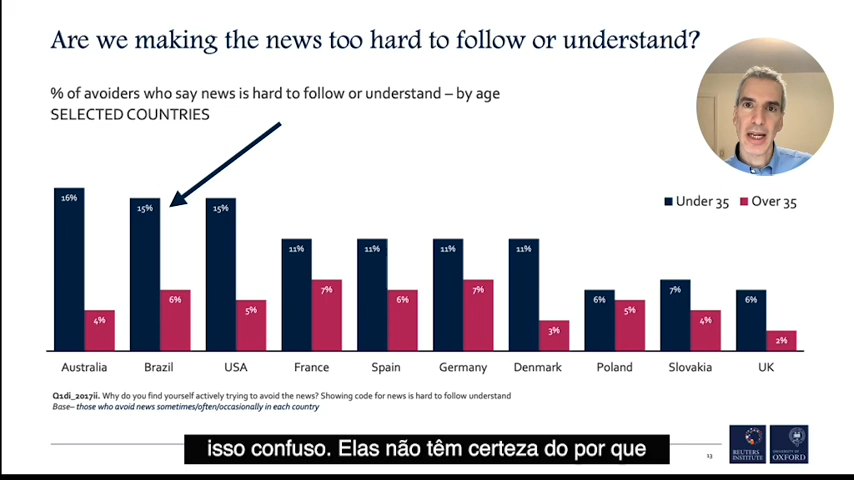 Are we making the news too hard to follow or understand?
% of avoiders who say news is hard to follow or understand – by age
SELECTED COUNTRIES
Under 35 Over 35
16% 4% 15% 6% 15% 5% 11% 7% 11% 6% 11% 7% 11% 3% 6% 5% 7% 4% 6% 2%
Australia Brazil USA France Spain Germany Denmark Poland Slovakia UK
Q1di_2017ii. Why do you find yourself actively trying to avoid the news? Showing code for news is hard to follow understand
Base– those who avoid news sometimes/often/occasionally in each country
isso confuso. Elas não têm certeza do por que
13
REUTERS
INSTITUTE
UNIVERSITY OF
OXFORD